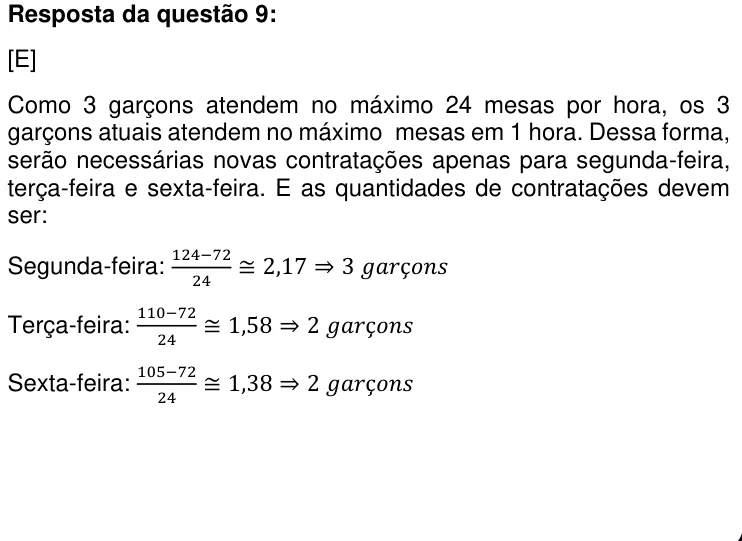 Resposta da questão 9:
[E]
Como 3 garçons atendem no máximo 24 mesas por hora, os 3
garçons atuais atendem no máximo mesas em 1 hora. Dessa forma,
serão necessárias novas contratações apenas para segunda-feira,
terça-feira e sexta-feira. E as quantidades de contratações devem
ser:
Segunda-feira: \frac{124−72}{24} ≅ 2,17 ⇒ 3 garçons
Terça-feira: \frac{110−72}{24} ≅ 1,58 ⇒ 2 garçons
Sexta-feira: \frac{105−72}{24} ≅ 1,38 ⇒ 2 garçons